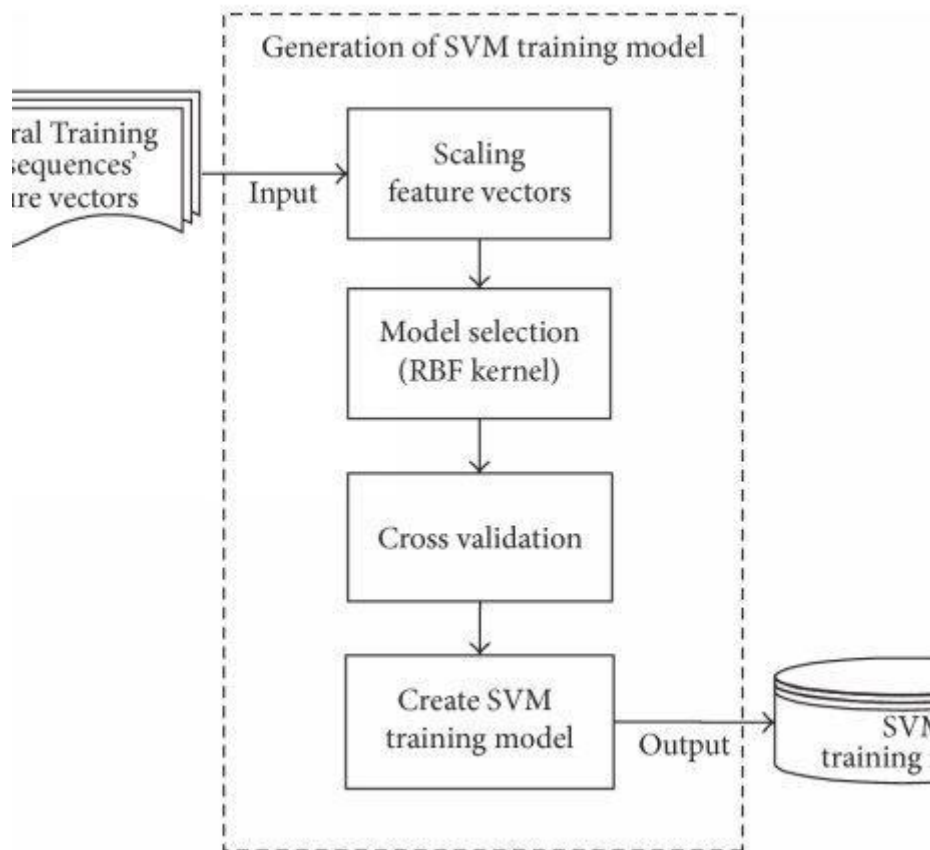 Generation of SVM training model
ral Training
sequences'
re vectors
Input
Scaling
feature vectors
Model selection
(RBF kernel)
Cross validation
Create SVM
training model
Output
SVM
training